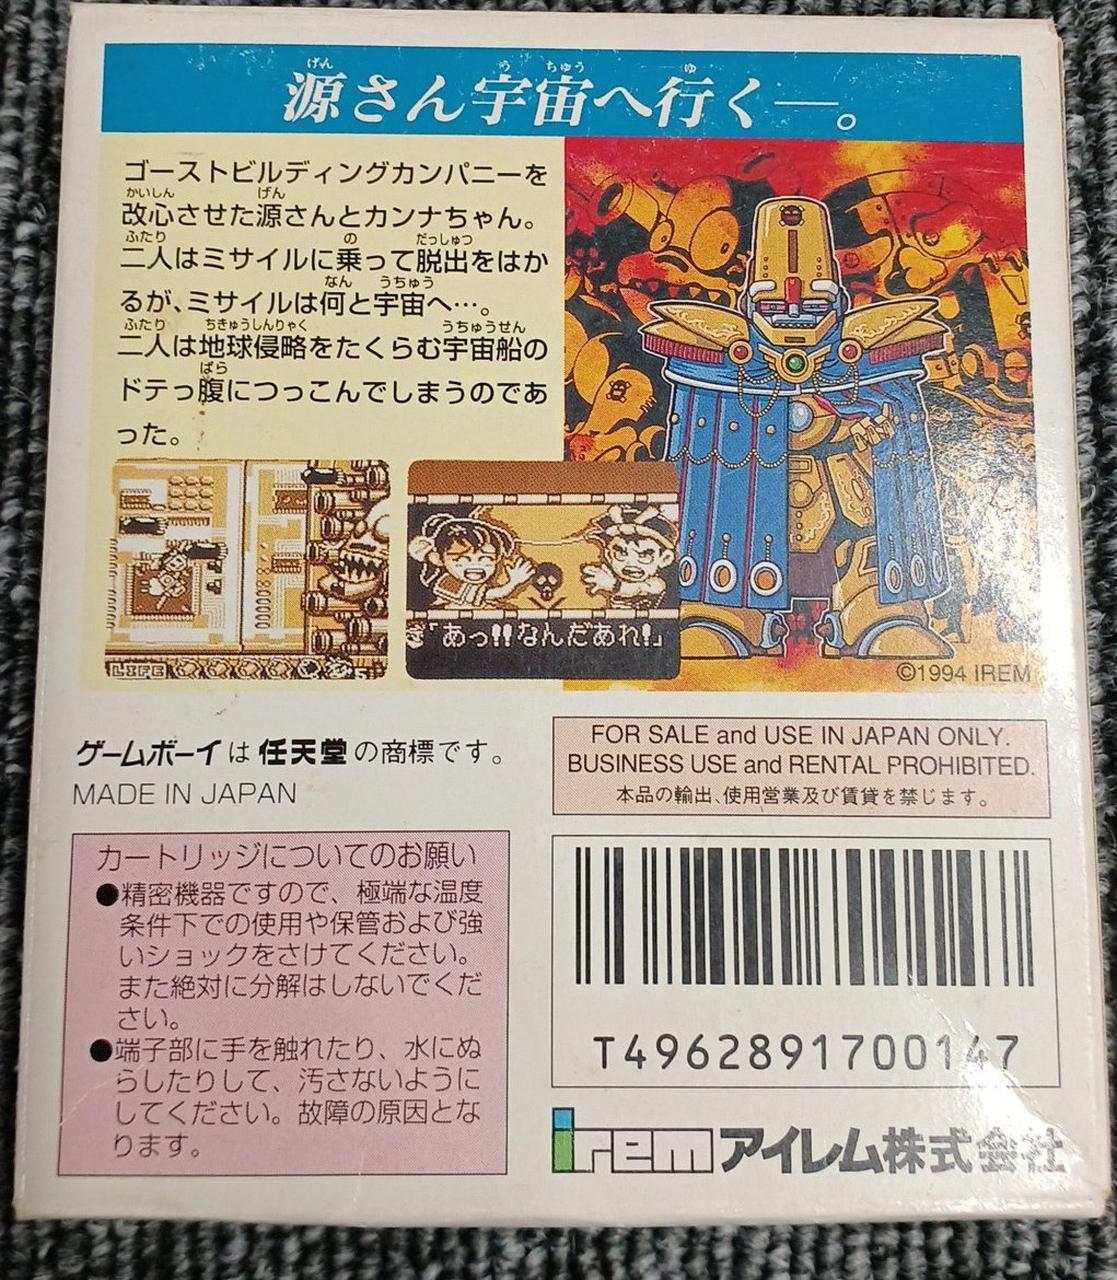 源さん宇宙へ行く―。
ゴーストビルディングカンパニーを
改心させた源さんとカンナちゃん。
二人はミサイルに乗って脱出をはか
るが、ミサイルは何と宇宙へ…。
二人は地球侵略をたくらむ宇宙船の
ドテっ腹につっこんでしまうのであ
った。
LIFE
「あっ!!なんだあれ!」
©1994 IREM
ゲームボーイは任天堂の商標です。
MADE IN JAPAN
FOR SALE and USE IN JAPAN ONLY.
BUSINESS USE and RENTAL PROHIBITED.
本品の輸出、使用営業及び賃貸を禁じます。
カートリッジについてのお願い
●精密機器ですので、極端な温度
条件下での使用や保管および強
いショックをさけてください。
また絶対に分解はしないでくだ
さい。
●端子部に手を触れたり、水にぬ
らしたりして、汚さないように
してください。故障の原因とな
ります。
T4962891700147
irem アイレム株式会社